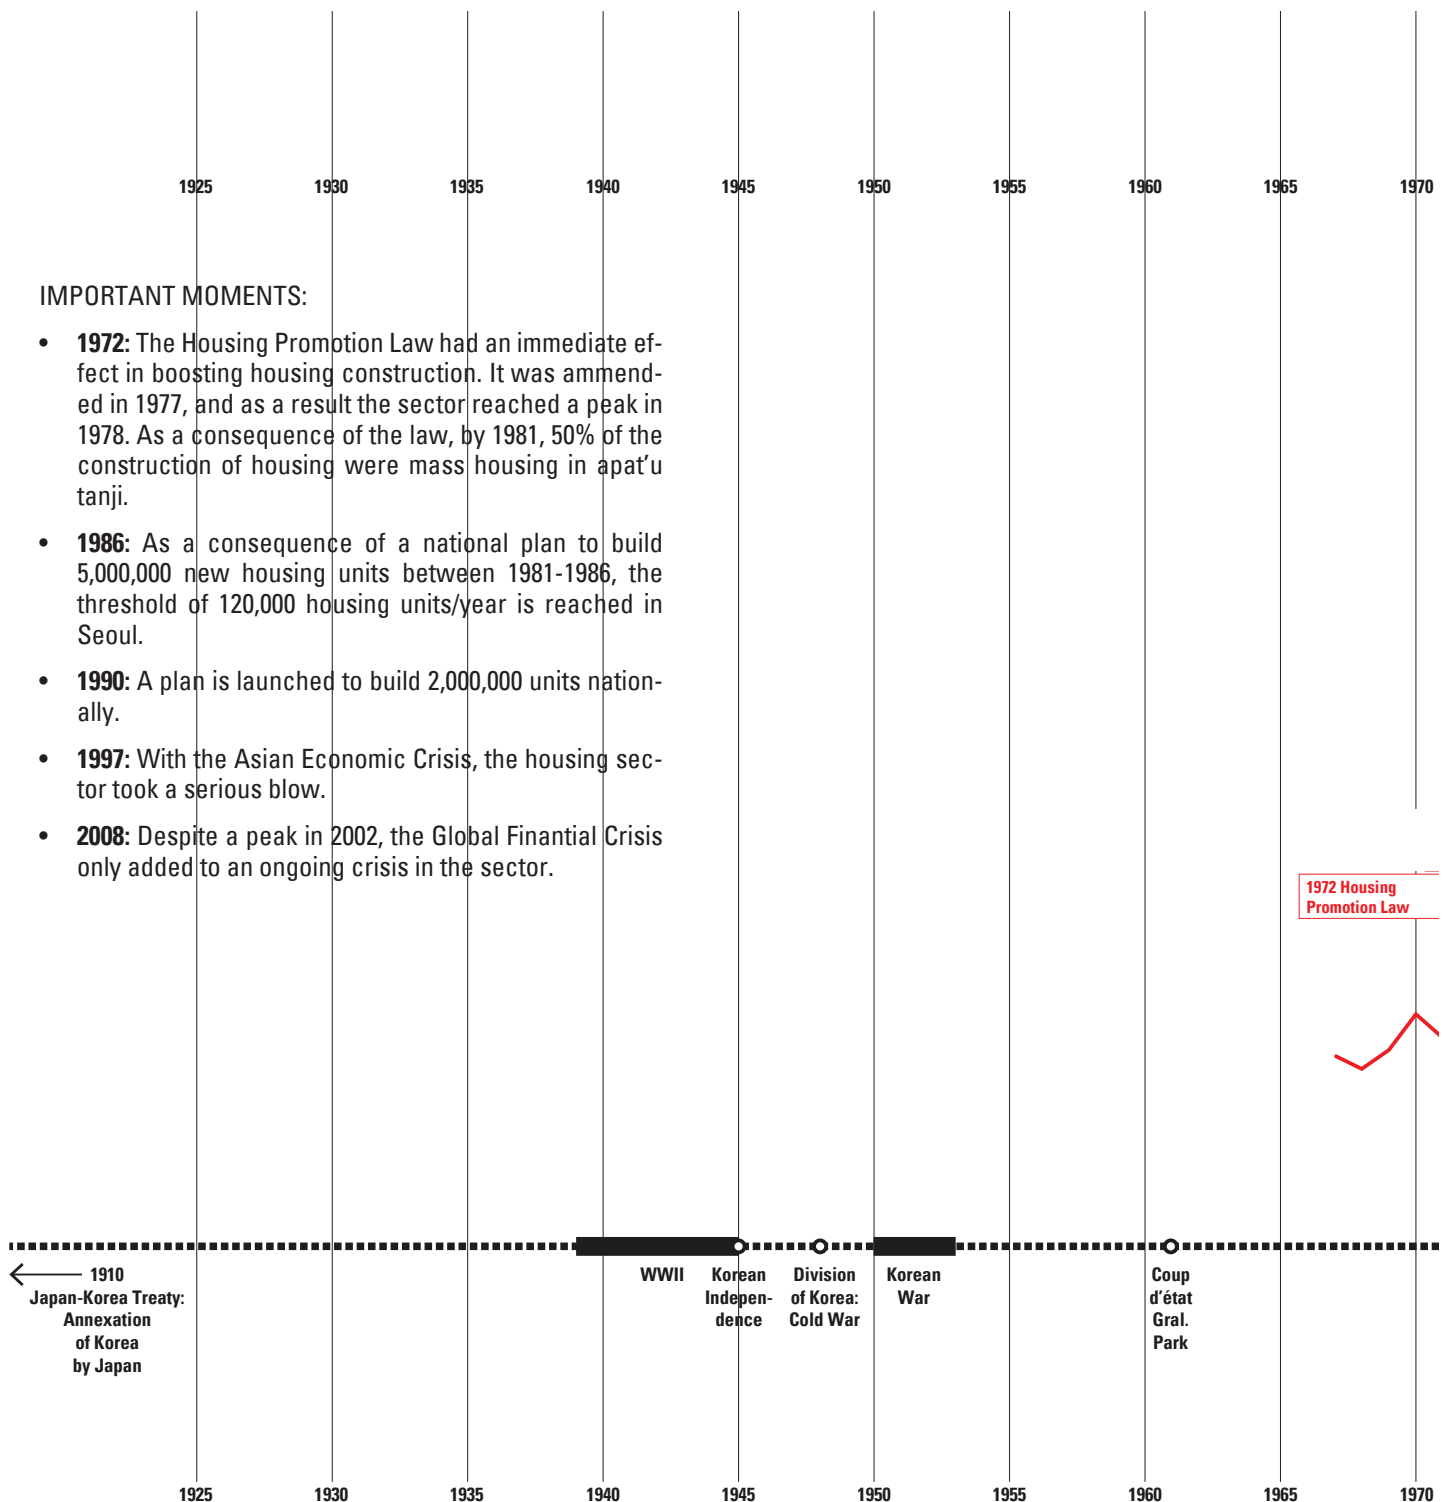 1925 1930 1935 1940 1945 1950 1955 1960 1965 1970
IMPORTANT MOMENTS:
• 1972: The Housing Promotion Law had an immediate ef-
fect in boosting housing construction. It was ammend-
ed in 1977, and as a result the sector reached a peak in
1978. As a consequence of the law, by 1981, 50% of the
construction of housing were mass housing in apat’u
tanji.
• 1986: As a consequence of a national plan to build
5,000,000 new housing units between 1981-1986, the
threshold of 120,000 housing units/year is reached in
Seoul.
• 1990: A plan is launched to build 2,000,000 units nation-
ally.
• 1997: With the Asian Economic Crisis, the housing sec-
tor took a serious blow.
• 2008: Despite a peak in 2002, the Global Finantial Crisis
only added to an ongoing crisis in the sector.
1972 Housing
Promotion Law
1910
Japan-Korea Treaty:
Annexation
of Korea
by Japan
WWII
Korean
Indepen-
dence
Division
of Korea:
Cold War
Korean
War
Coup
d’état
Gral.
Park
1925 1930 1935 1940 1945 1950 1955 1960 1965 1970